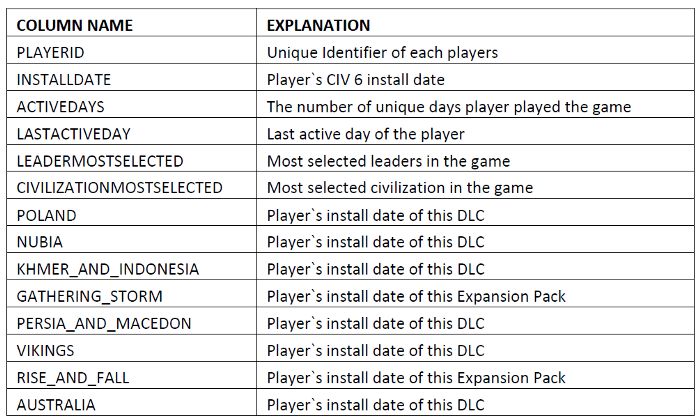 COLUMN NAME EXPLANATION
PLAYERID Unique Identifier of each players
INSTALLDATE Player`s CIV 6 install date
ACTIVEDAYS The number of unique days player played the game
LASTACTIVEDAY Last active day of the player
LEADERMOSTSELECTED Most selected leaders in the game
CIVILIZATIONMOSTSELECTED Most selected civilization in the game
POLAND Player`s install date of this DLC
NUBIA Player`s install date of this DLC
KHMER_AND_INDONESIA Player`s install date of this DLC
GATHERING_STORM Player`s install date of this Expansion Pack
PERSIA_AND_MACEDON Player`s install date of this DLC
VIKINGS Player`s install date of this DLC
RISE_AND_FALL Player`s install date of this Expansion Pack
AUSTRALIA Player`s install date of this DLC